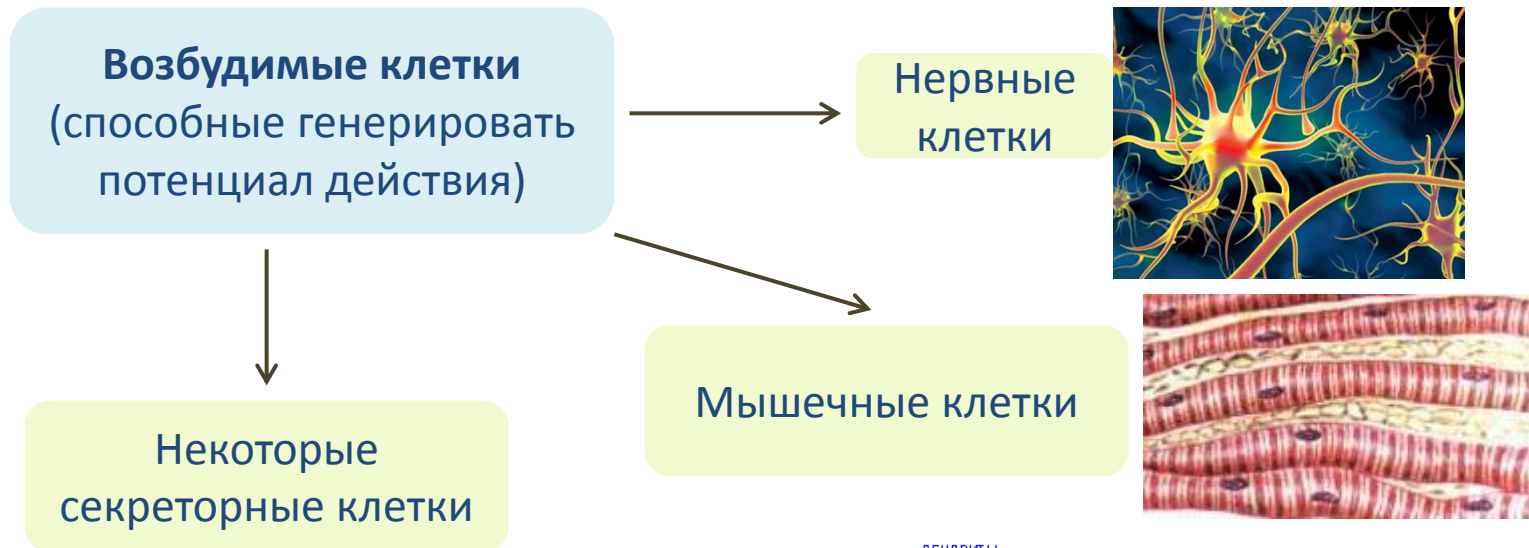 Возбудимые клетки
(способные генерировать
потенциал действия)
Нервные
клетки
Мышечные клетки
Некоторые
секреторные клетки